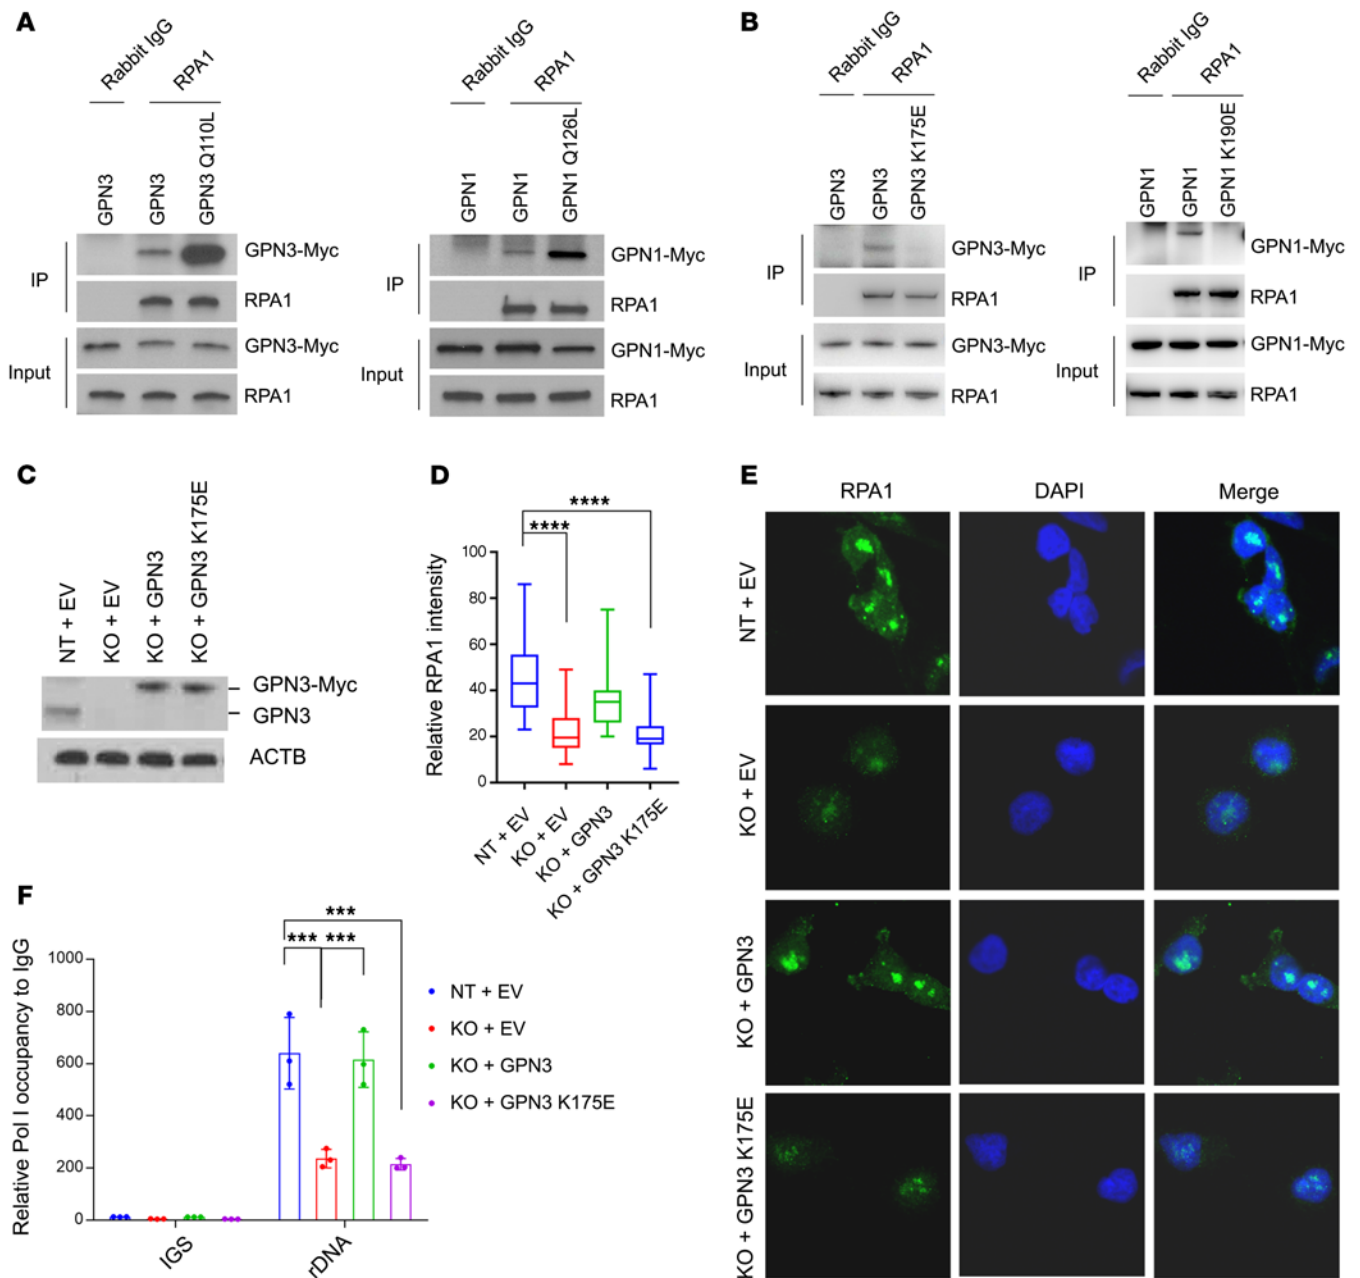 A
Rabbit IgG
RPA1
GPN3
GPN3
GPN3 Q110L
IP
GPN3-Myc
RPA1
Input
GPN3-Myc
RPA1
Rabbit IgG
RPA1
GPN1
GPN1
GPN1 Q126L
IP
GPN1-Myc
RPA1
Input
GPN1-Myc
RPA1
B
Rabbit IgG
RPA1
GPN3
GPN3
GPN3 K175E
IP
GPN3-Myc
RPA1
Input
GPN3-Myc
RPA1
Rabbit IgG
RPA1
GPN1
GPN1
GPN1 K190E
IP
GPN1-Myc
RPA1
Input
GPN1-Myc
RPA1
C
NT + EV
KO + EV
KO + GPN3
KO + GPN3 K175E
GPN3-Myc
GPN3
ACTB
D
Relative RPA1 intensity
100
80
60
40
20
0
****
****
NT + EV
KO + EV
KO + GPN3
KO + GPN3 K175E
E
RPA1 DAPI Merge
NT + EV
KO + EV
KO + GPN3
KO + GPN3 K175E
F
Relative Pol I occupancy to IgG
1000
800
600
400
200
0
***
*** ***
IGS
rDNA
NT + EV
KO + EV
KO + GPN3
KO + GPN3 K175E